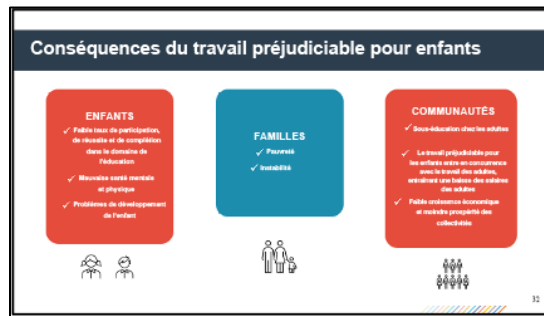 Conséquences du travail préjudiciable pour enfants
ENFANTS
✓ Faible taux de participation,
de réussite et de complétion
dans le domaine de
l'éducation
✓ Mauvaise santé mentale
et physique
✓ Problèmes de développement
de l'enfant
FAMILLES
✓ Pauvreté
✓ Instabilité
COMMUNAUTÉS
✓ Sous-éducation chez les adultes
✓ Le travail préjudiciable pour
les enfants entre en concurrence
avec le travail des adultes,
entraînant une baisse des salaires
des adultes
✓ Faible croissance économique
et moindre prospérité des
collectivités
32